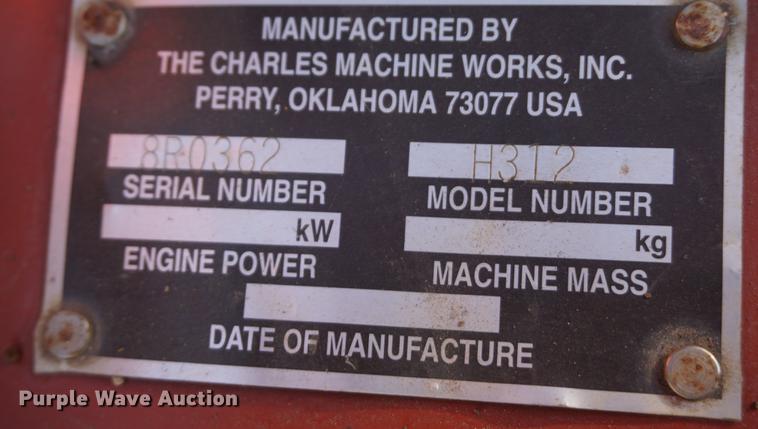 MANUFACTURED BY
THE CHARLES MACHINE WORKS, INC.
PERRY, OKLAHOMA 73077 USA
8R0362 H312
SERIAL NUMBER MODEL NUMBER
kW kg
ENGINE POWER MACHINE MASS
DATE OF MANUFACTURE
Purple Wave Auction